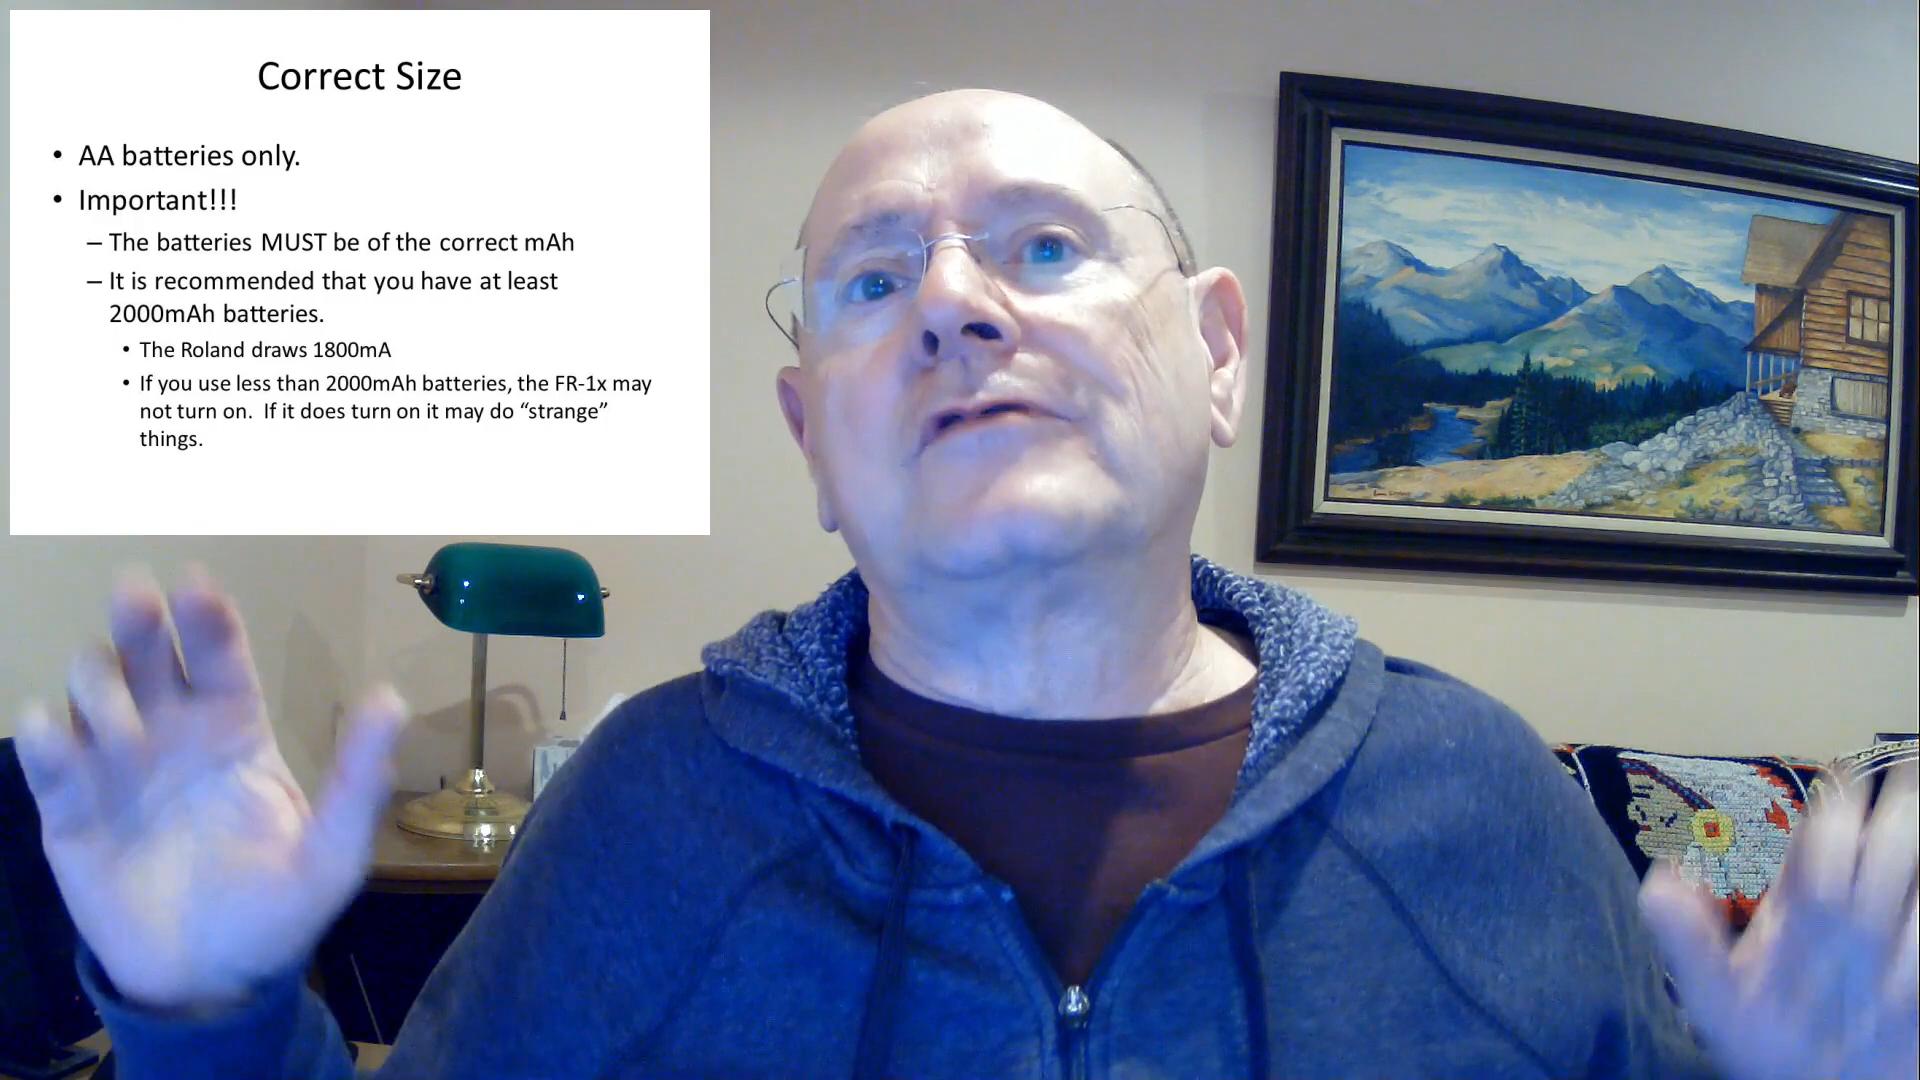 Correct Size
• AA batteries only.
• Important!!!
– The batteries MUST be of the correct mAh
– It is recommended that you have at least
2000mAh batteries.
• The Roland draws 1800mA
• If you use less than 2000mAh batteries, the FR-1x may
not turn on.  If it does turn on it may do “strange”
things.